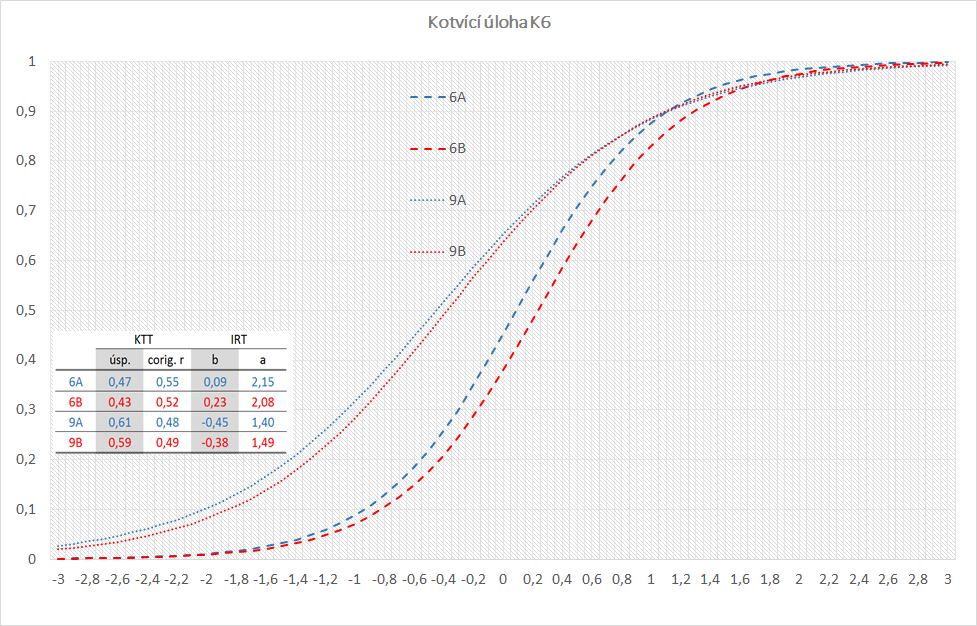 Kotvící úloha K6
1
0,9
0,8
0,7
0,6
0,5
0,4
0,3
0,2
0,1
0
6A
6B
9A
9B
KTT IRT
úsp. corig. r b a
6A 0,47 0,55 0,09 2,15
6B 0,43 0,52 0,23 2,08
9A 0,61 0,48 -0,45 1,40
9B 0,59 0,49 -0,38 1,49
-3 -2,8 -2,6 -2,4 -2,2 -2 -1,8 -1,6 -1,4 -1,2 -1 -0,8 -0,6 -0,4 -0,2 0 0,2 0,4 0,6 0,8 1 1,2 1,4 1,6 1,8 2 2,2 2,4 2,6 2,8 3